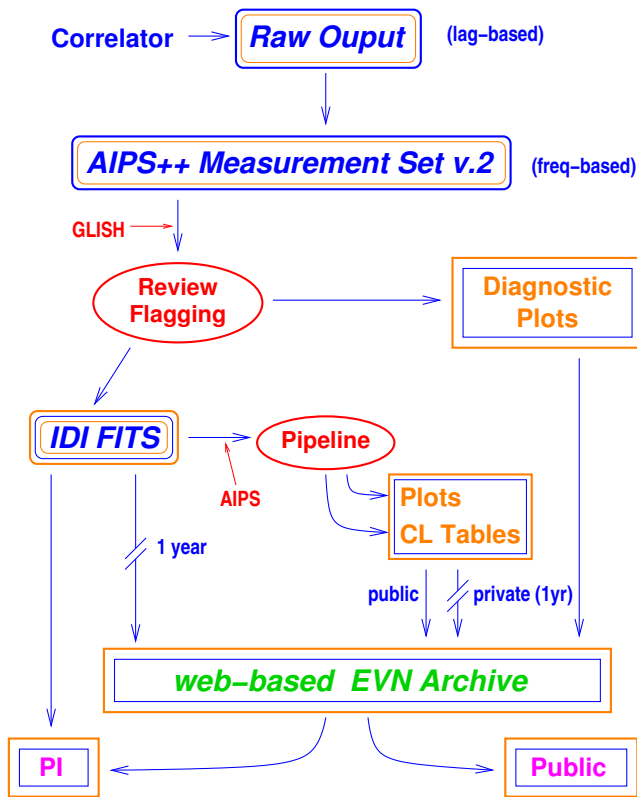 Correlator
Raw Ouput
(lag-based)
AIPS++ Measurement Set v.2
(freq-based)
GLISH
Review
Flagging
Diagnostic
Plots
IDI FITS
Pipeline
AIPS
Plots
CL Tables
1 year
public
private (1yr)
web-based EVN Archive
PI
Public